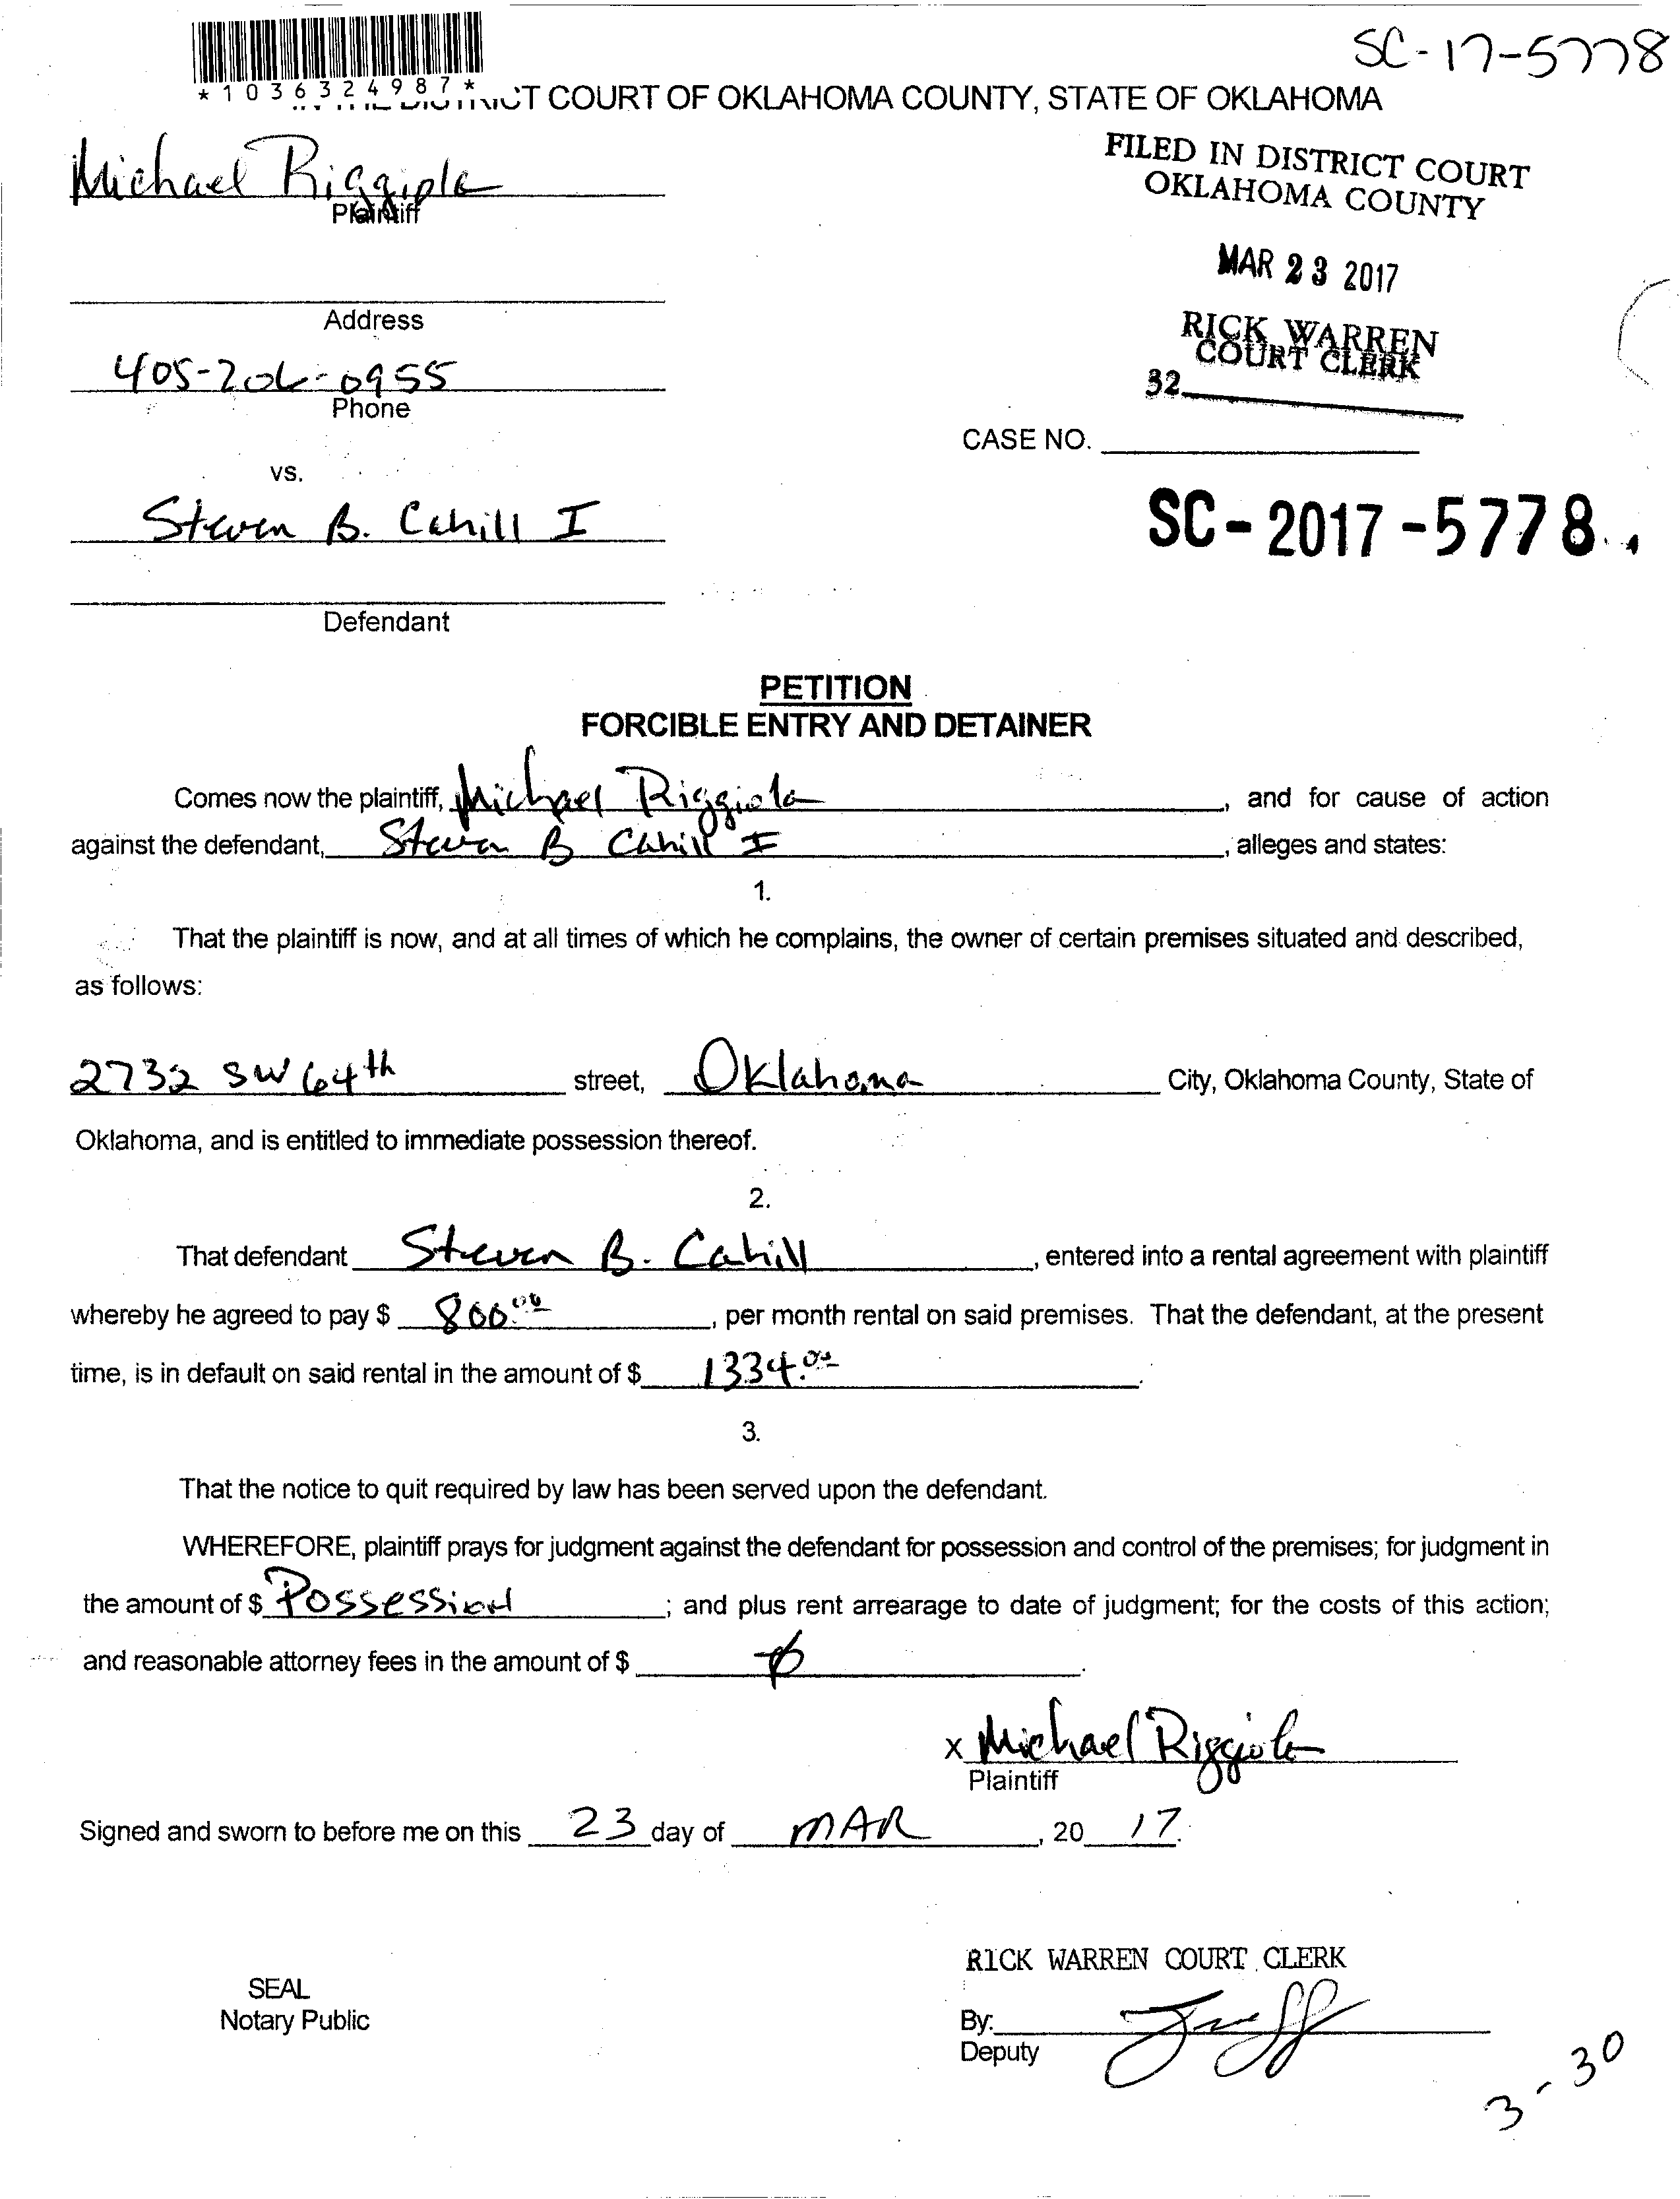 SC-17-5778
*1036324987*
IN THE DISTRICT COURT OF OKLAHOMA COUNTY, STATE OF OKLAHOMA
Michael Riggiola
Plaintiff
FILED IN DISTRICT COURT
OKLAHOMA COUNTY
MAR 23 2017
RICK WARREN
COURT CLERK
32
Address
405-206-0955
Phone
CASE NO.
vs.
Steven B. Cahill I
SC-2017-5778
Defendant
PETITION
FORCIBLE ENTRY AND DETAINER
Comes now the plaintiff, Michael Riggiola, and for cause of action
against the defendant, Steven B Cahill I, alleges and states:
1.
That the plaintiff is now, and at all times of which he complains, the owner of certain premises situated and described,
as follows:
2732 SW 64th street, Oklahoma City, Oklahoma County, State of
Oklahoma, and is entitled to immediate possession thereof.
2.
That defendant Steven B. Cahill, entered into a rental agreement with plaintiff
whereby he agreed to pay $ 800.00, per month rental on said premises. That the defendant, at the present
time, is in default on said rental in the amount of $ 1334.00.
3.
That the notice to quit required by law has been served upon the defendant.
WHEREFORE, plaintiff prays for judgment against the defendant for possession and control of the premises; for judgment in
the amount of $ Possession; and plus rent arrearage to date of judgment; for the costs of this action;
and reasonable attorney fees in the amount of $ ∅.
x Michael Riggiola
Plaintiff
Signed and sworn to before me on this 23 day of MAR, 20 17.
RICK WARREN COURT CLERK
SEAL
Notary Public
By:
Deputy
3-30